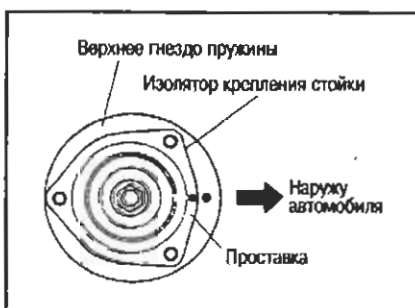 Верхнее гнездо пружины
Изолятор крепления стойки
Наружу
автомобиля
Проставка